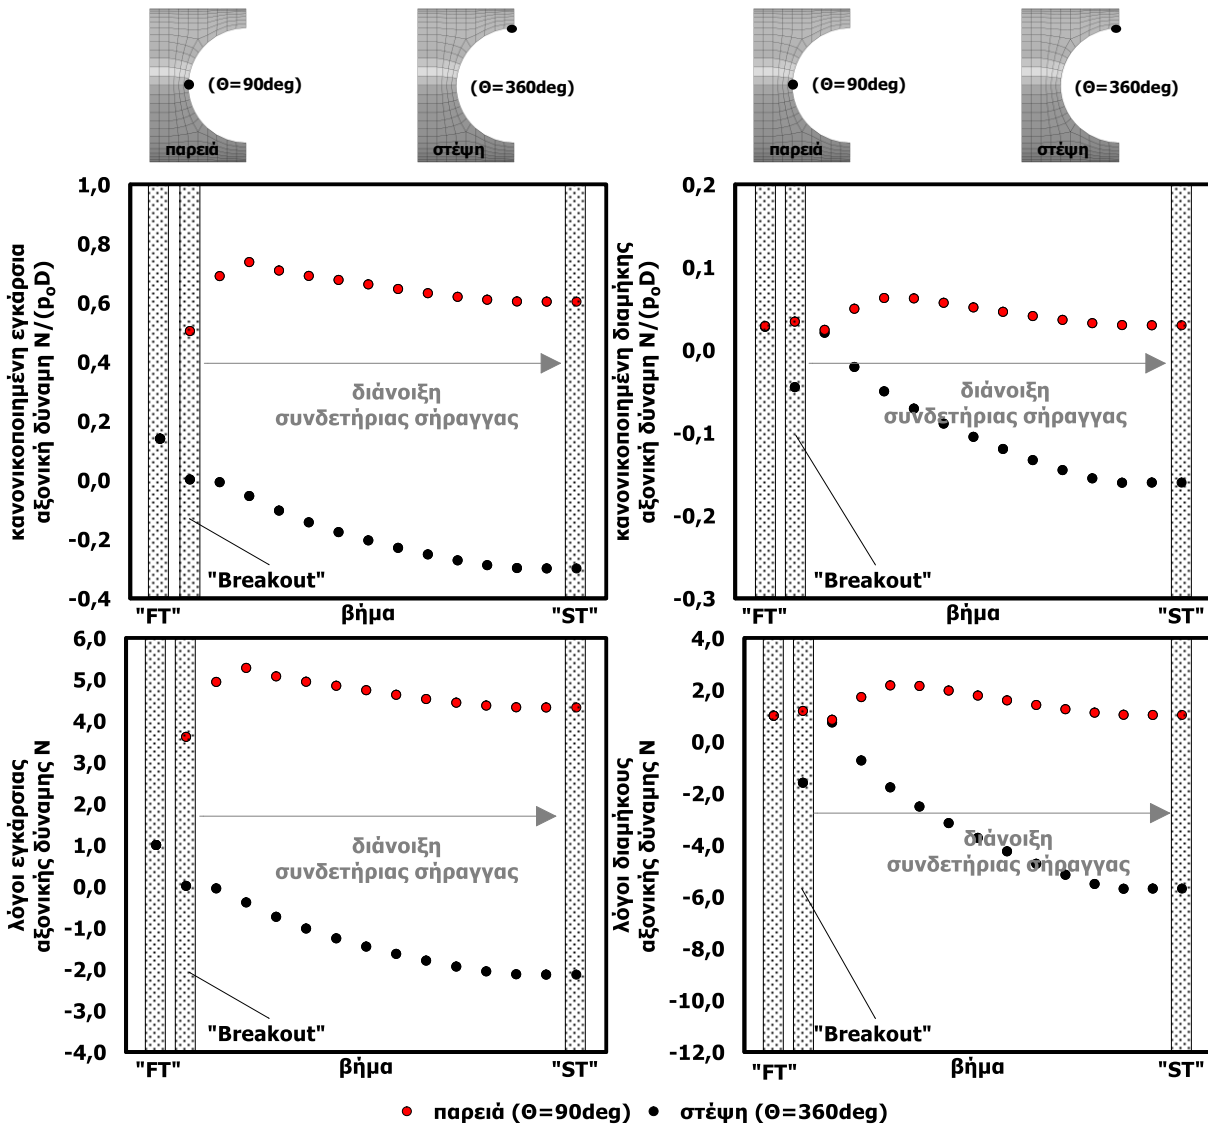 (Θ=90deg)
παρειά
(Θ=360deg)
στέψη
(Θ=90deg)
παρειά
(Θ=360deg)
στέψη
κανονικοποιημένη εγκάρσια
αξονική δύναμη N/(p₀D)
1,0
0,8
0,6
0,4
0,2
0,0
-0,2
-0,4
διάνοιξη
συνδετήριας σήραγγας
"Breakout"
"FT"
βήμα
"ST"
κανονικοποιημένη διαμήκης
αξονική δύναμη N/(p₀D)
0,2
0,1
0,0
-0,1
-0,2
-0,3
διάνοιξη
συνδετήριας σήραγγας
"Breakout"
"FT"
βήμα
"ST"
λόγοι εγκάρσιας
αξονικής δύναμης N
6,0
5,0
4,0
3,0
2,0
1,0
0,0
-1,0
-2,0
-3,0
-4,0
διάνοιξη
συνδετήριας σήραγγας
"Breakout"
"FT"
βήμα
"ST"
λόγοι διαμήκους
αξονικής δύναμης N
4,0
2,0
0,0
-2,0
-4,0
-6,0
-8,0
-10,0
-12,0
διάνοιξη
συνδετήριας σήραγγας
"Breakout"
"FT"
βήμα
"ST"
παρειά (Θ=90deg)
στέψη (Θ=360deg)